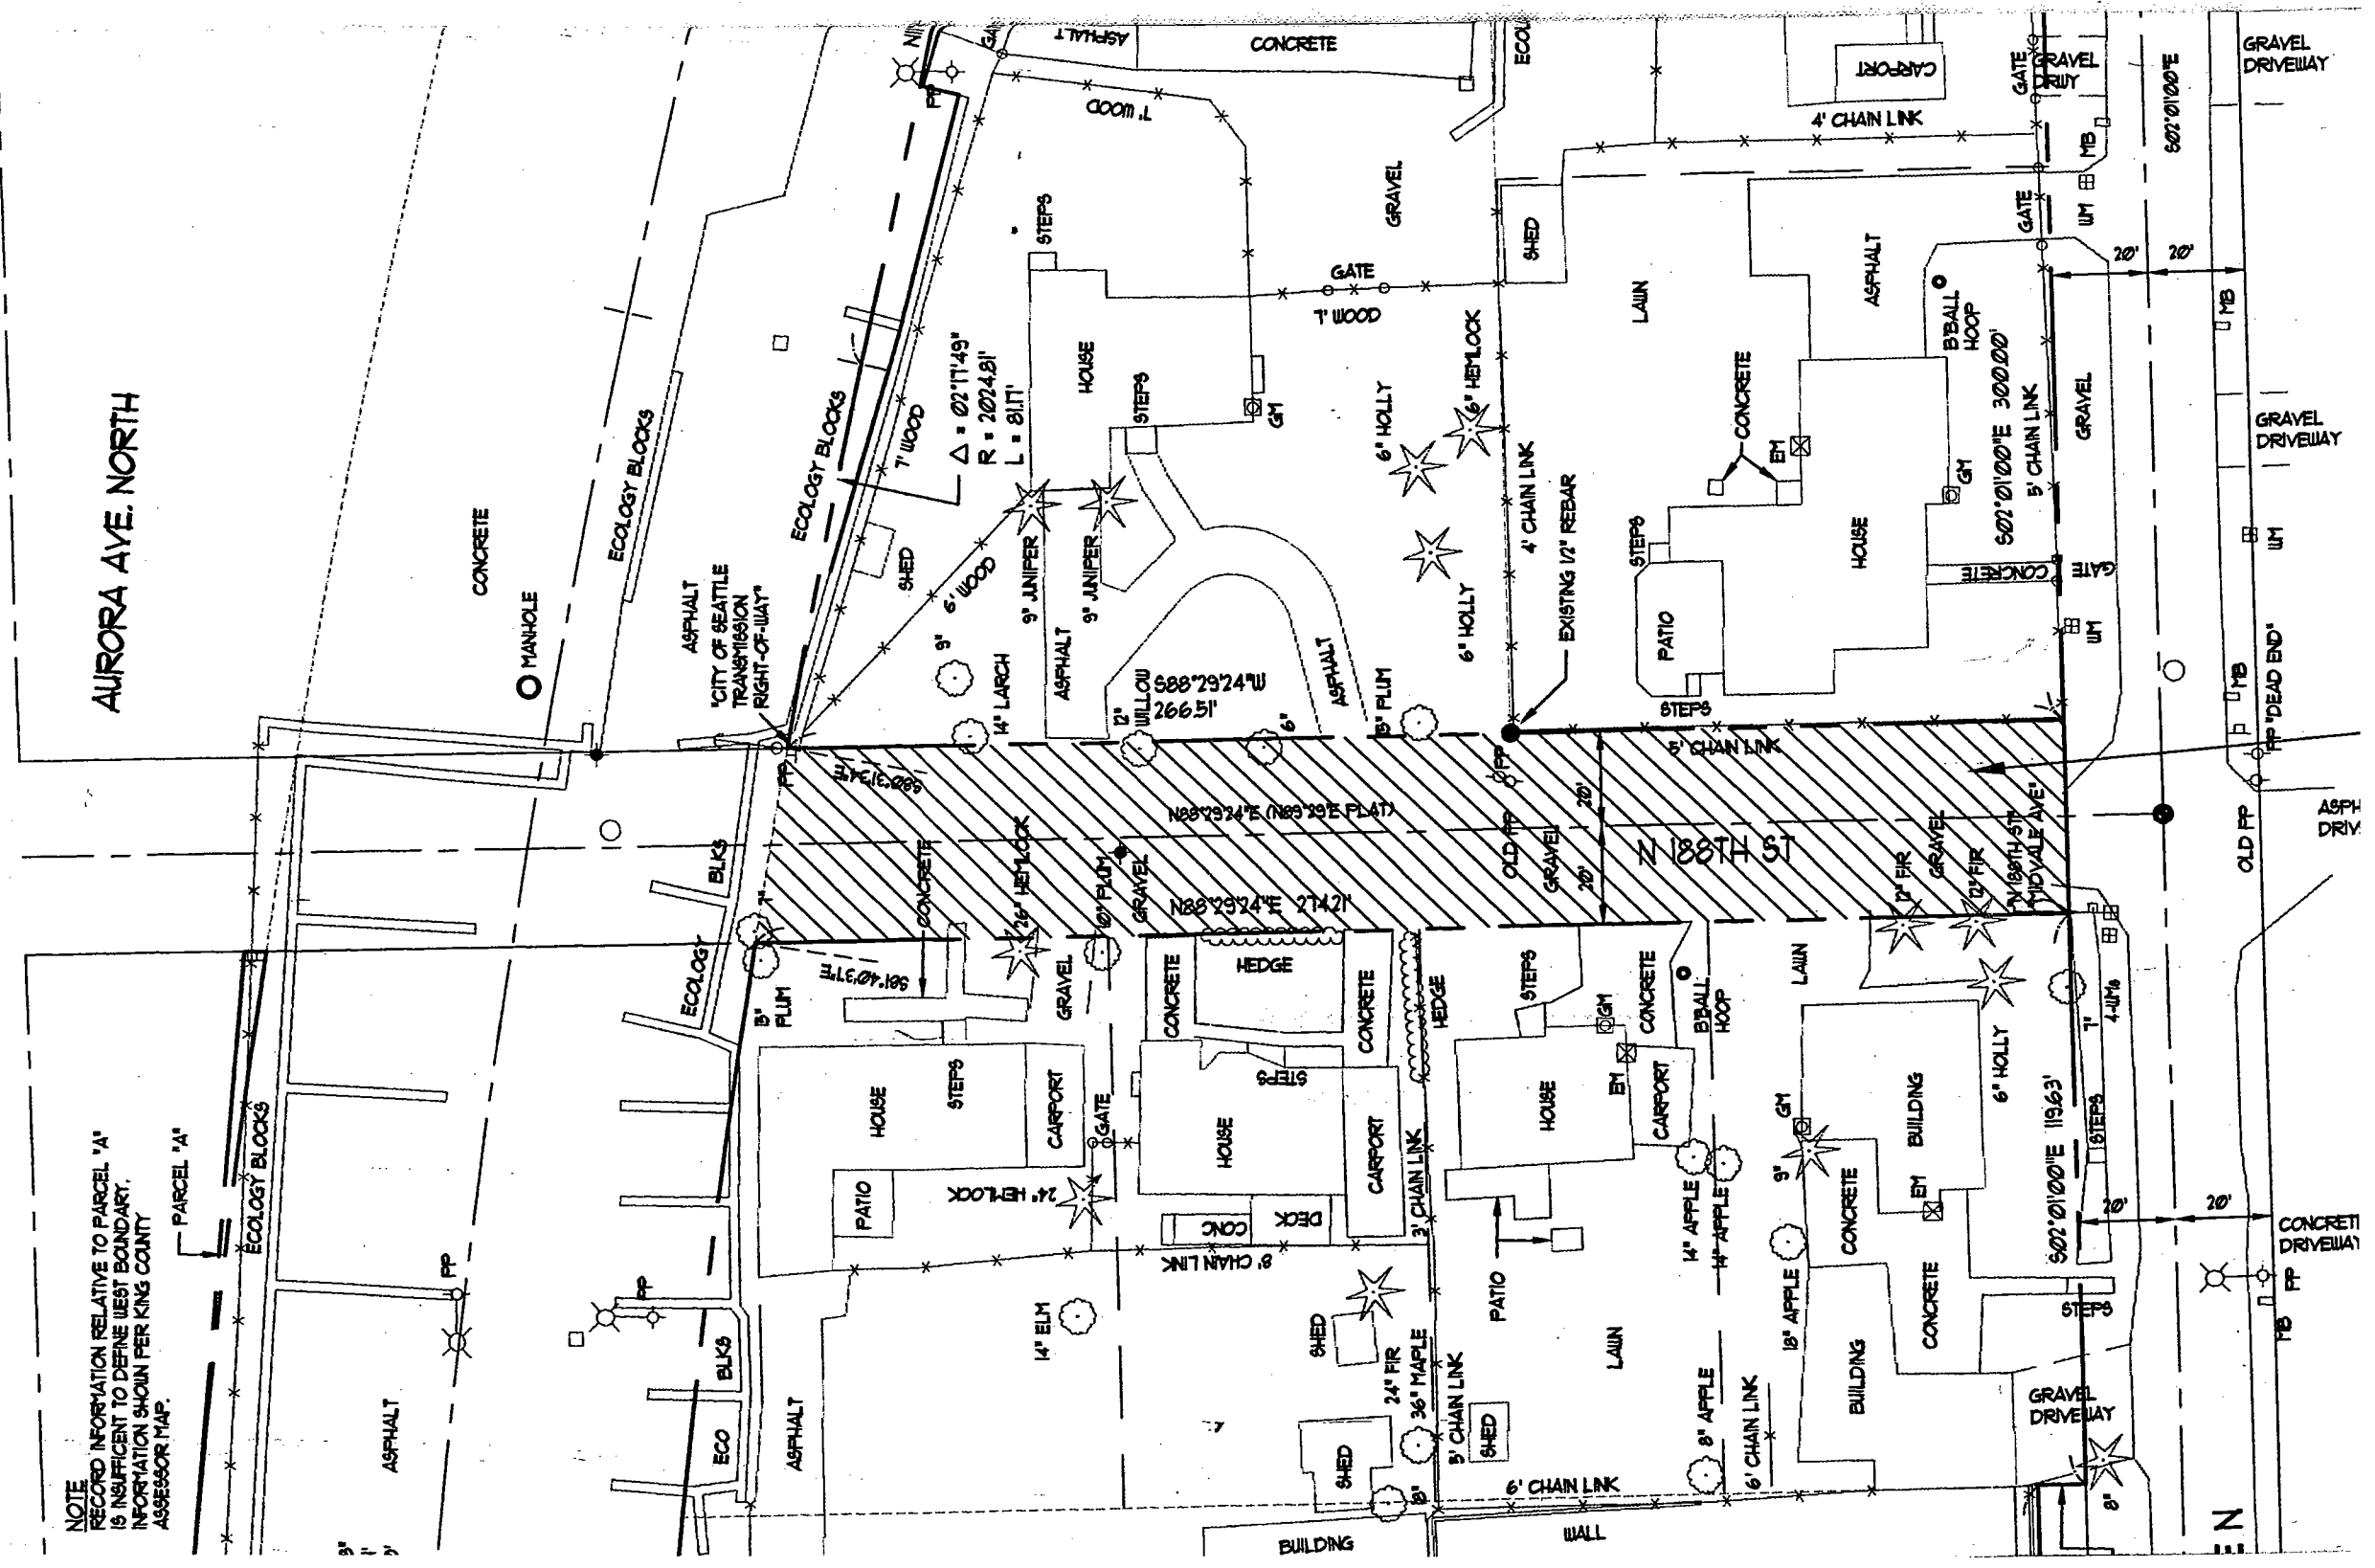 AURORA AVE. NORTH
CONCRETE
MANHOLE
ECOLOGY BLOCKS
ASPHALT
"CITY OF SEATTLE
TRANSMISSION
RIGHT-OF-WAY"
ECOLOGY BLOCKS
7' WOOD
SHED
6' WOOD
Δ = 02°17'49"
R = 2024.81'
L = 81.17'
PP
ASPHALT
CONCRETE
7' WOOD
STEPS
HOUSE
STEPS
GM
GRAVEL
GATE
7' WOOD
9" JUNIPER
9" JUNIPER
9"
14" LARCH
ASPHALT
12"
WILLOW
S88°29'24"W
266.51'
6"
ASPHALT
15" PLUM
6" HOLLY
6" HOLLY
6" HEMLOCK
4' CHAIN LINK
EXISTING 1/2" REBAR
SHED
LAWN
CARPORT
4' CHAIN LINK
GATE
GRAVEL
MB
WM
GATE
ASPHALT
B'BALL
HOOP
CONCRETE
EM
GM
STEPS
PATIO
HOUSE
STEPS
S02°01'00"E 300.00'
5' CHAIN LINK
GRAVEL
CONCRETE
GATE
WM
S02°01'00"E
GRAVEL
DRIVEWAY
20'
20'
MB
GRAVEL
DRIVEWAY
WM
MB
PP "DEAD END"
OLD PP
5' CHAIN LINK
PP
S80°31'34"E
N88°29'24"E (N89°29'E PLAT)
PP
OLD PP
GRAVEL
20'
20'
N 188TH ST
"N 188TH ST"
"MIDVALE AVE"
GRAVEL
12" FIR
12" FIR
N88°29'24"E 274.21'
CONCRETE
26" HEMLOCK
10" PLUM
GRAVEL
7"
BLKS
ECOLOGY
S61°40'37"E
13"
PLUM
GRAVEL
CONCRETE
HEDGE
CONCRETE
HEDGE
STEPS
GM
CONCRETE
B'BALL
HOOP
LAWN
HOUSE
STEPS
CARPORT
GATE
HOUSE
STEPS
CARPORT
HOUSE
EM
CARPORT
GM
BUILDING
6" HOLLY
7"
4-WMs
STEPS
S02°01'00"E 119.63'
PATIO
24" HEMLOCK
CONC
DECK
8' CHAIN LINK
3' CHAIN LINK
PATIO
14" APPLE
14" APPLE
9"
CONCRETE
EM
18" APPLE
CONCRETE
BUILDING
20'
20'
STEPS
PP
MB
14" ELM
SHED
24" FIR
36" MAPLE
5' CHAIN LINK
SHED
SHED
18"
LAWN
8" APPLE
6' CHAIN LINK
6' CHAIN LINK
WALL
BUILDING
GRAVEL
DRIVEWAY
8"
NOTE
RECORD INFORMATION RELATIVE TO PARCEL "A"
IS INSUFFICENT TO DEFINE WEST BOUNDARY.
INFORMATION SHOWN PER KING COUNTY
ASSESSOR MAP.
PARCEL "A"
ECOLOGY BLOCKS
PP
PP
ASPHALT
BLKS
ECO
ASPHALT